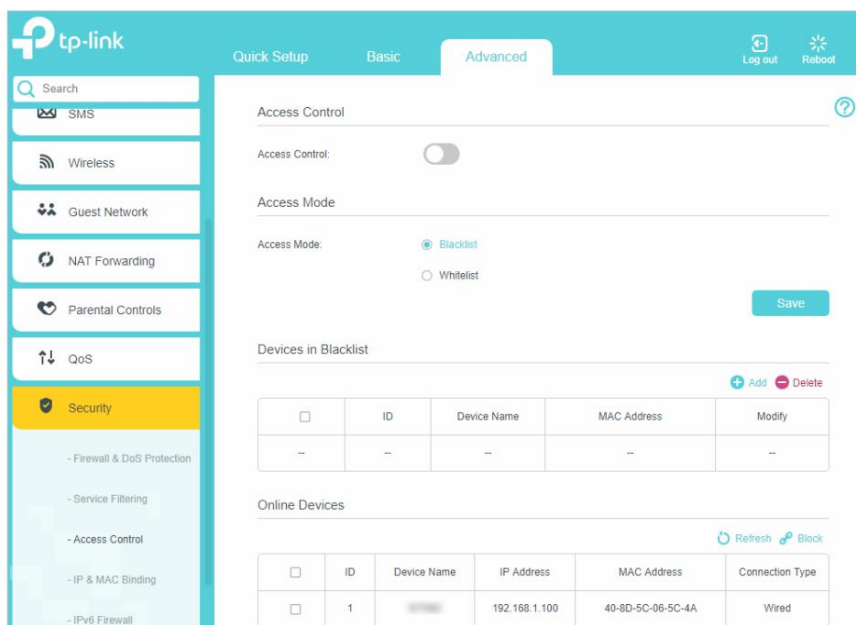 tp-link
Quick Setup Basic Advanced Log out Reboot
Search
SMS
Wireless
Guest Network
NAT Forwarding
Parental Controls
QoS
Security
- Firewall & DoS Protection
- Service Filtering
- Access Control
- IP & MAC Binding
- IPv6 Firewall
Access Control
Access Control:
Access Mode
Access Mode: Blacklist
Whitelist
Save
Devices in Blacklist
Add Delete
ID Device Name MAC Address Modify
-- -- -- -- --
Online Devices
Refresh Block
ID Device Name IP Address MAC Address Connection Type
1 192.168.1.100 40-8D-5C-06-5C-4A Wired